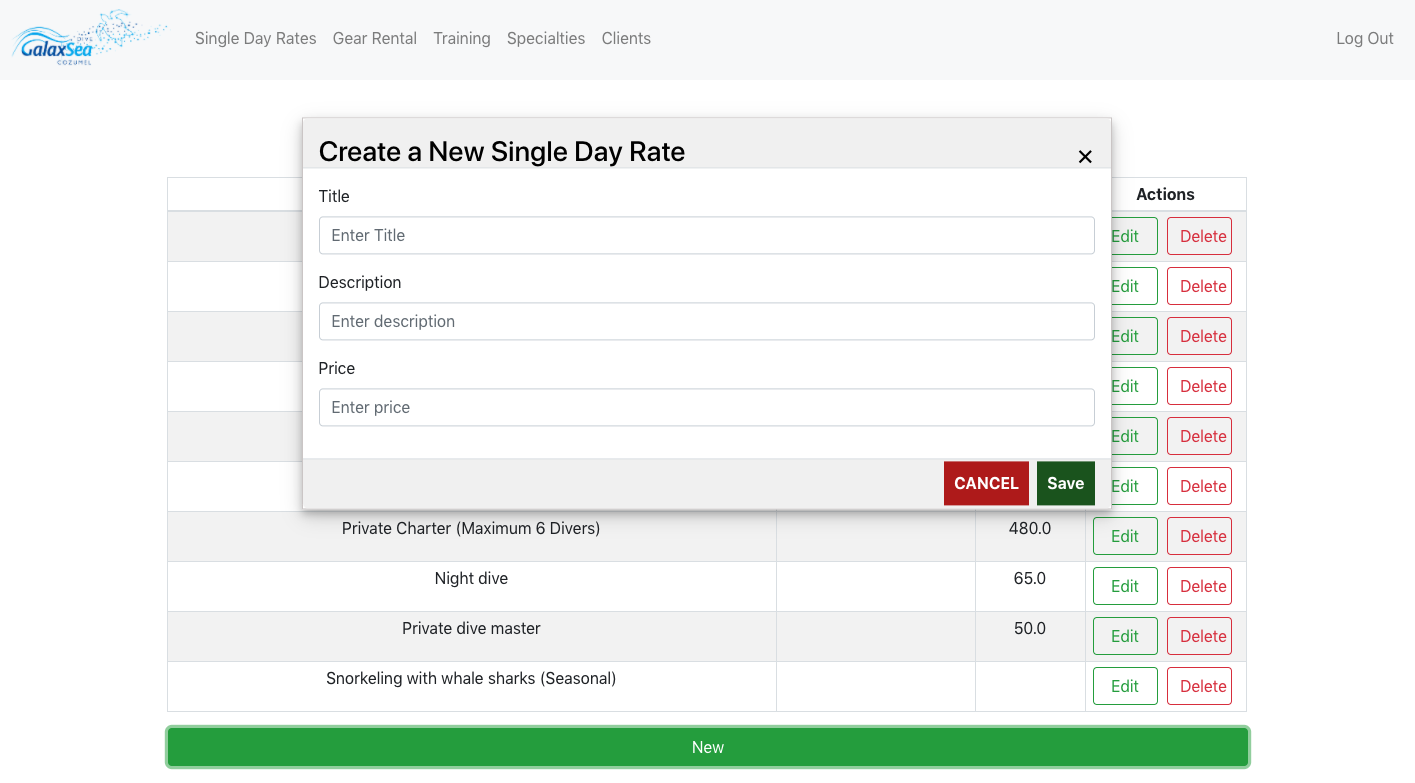 DIVE
GalaxSea
COZUMEL
Single Day Rates Gear Rental Training Specialties Clients Log Out
Create a New Single Day Rate ×
Title
Enter Title
Description
Enter description
Price
Enter price
CANCEL Save
Actions
Edit Delete
Edit Delete
Edit Delete
Edit Delete
Edit Delete
Edit Delete
Private Charter (Maximum 6 Divers) 480.0 Edit Delete
Night dive 65.0 Edit Delete
Private dive master 50.0 Edit Delete
Snorkeling with whale sharks (Seasonal) Edit Delete
New